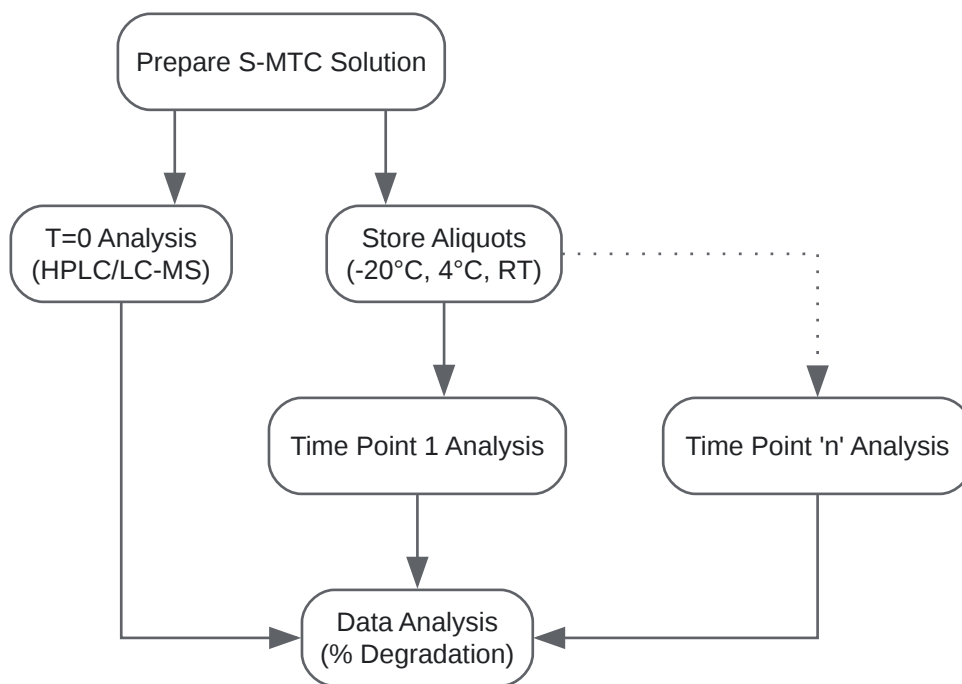 Prepare S-MTC Solution
T=0 Analysis
(HPLC/LC-MS)
Store Aliquots
(-20°C, 4°C, RT)
Time Point 1 Analysis
Time Point 'n' Analysis
Data Analysis
(% Degradation)